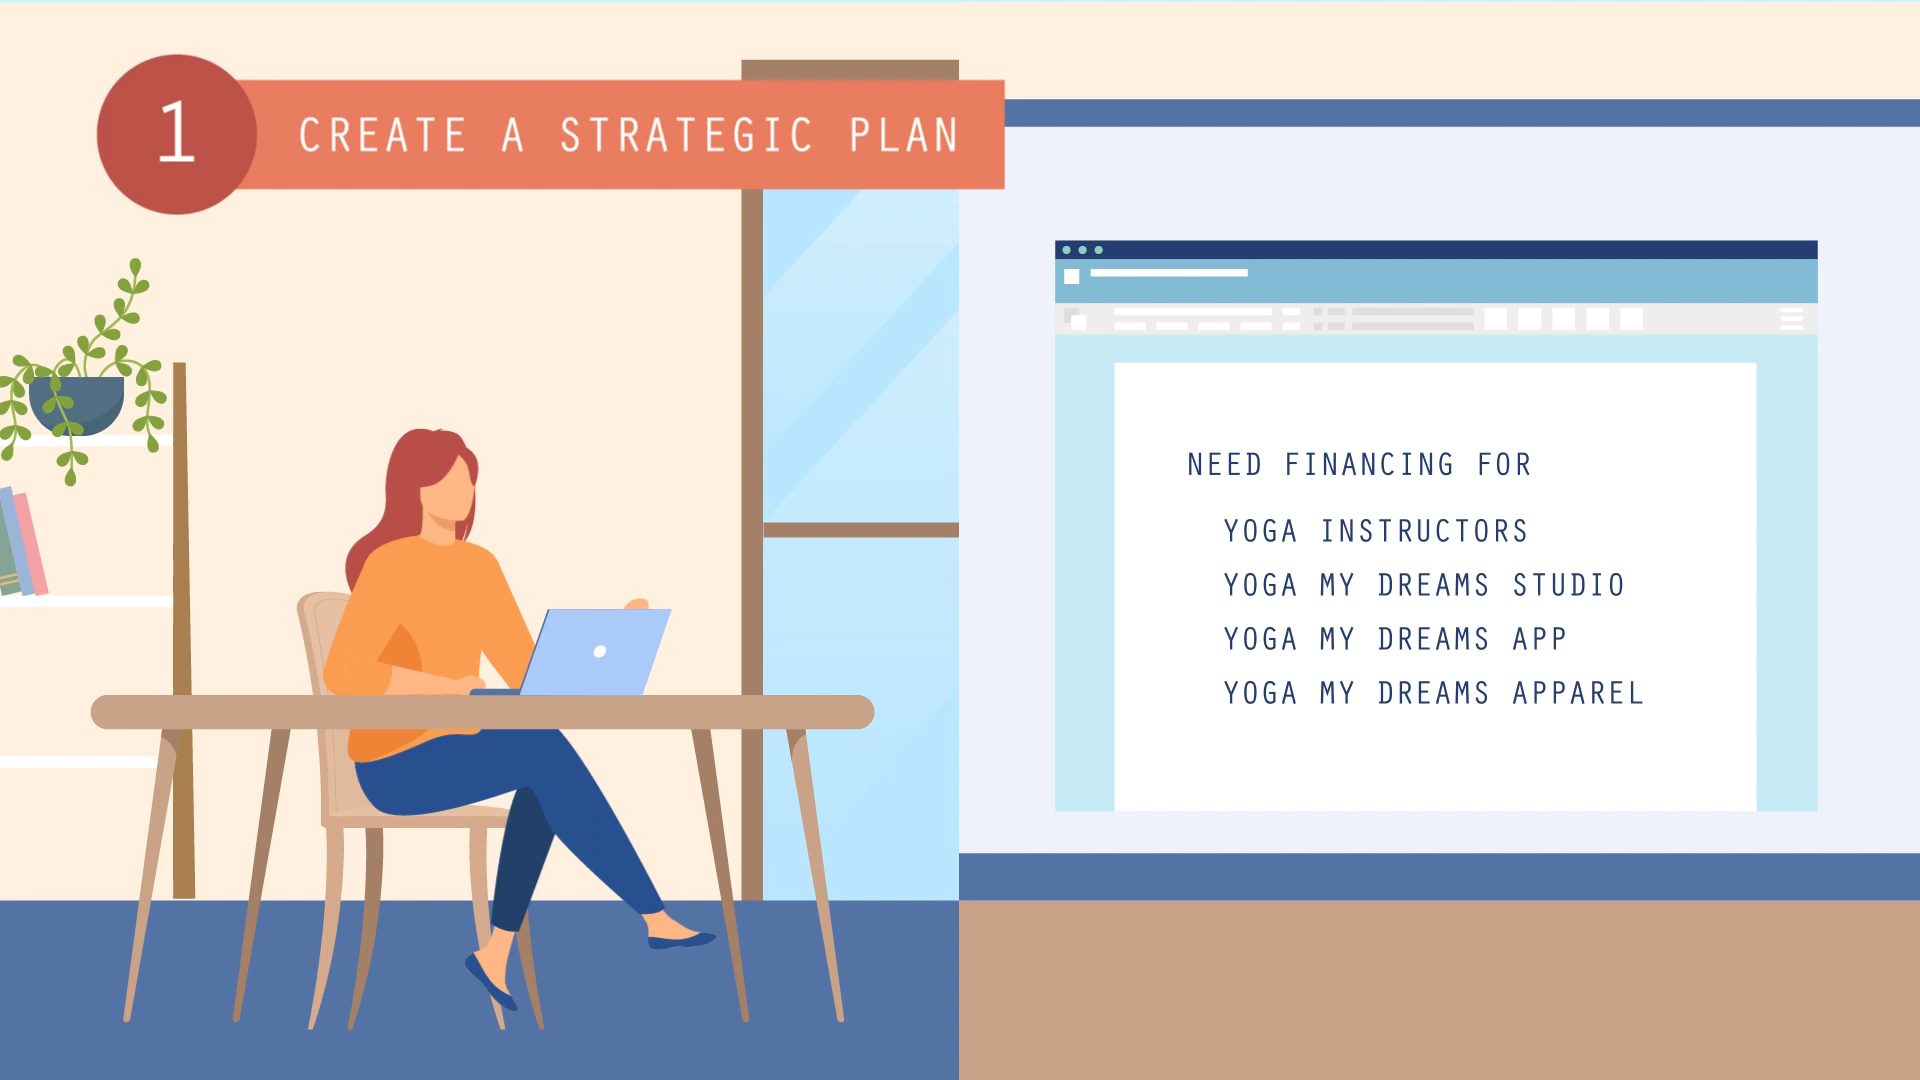 1
CREATE A STRATEGIC PLAN
NEED FINANCING FOR
YOGA INSTRUCTORS
YOGA MY DREAMS STUDIO
YOGA MY DREAMS APP
YOGA MY DREAMS APPAREL